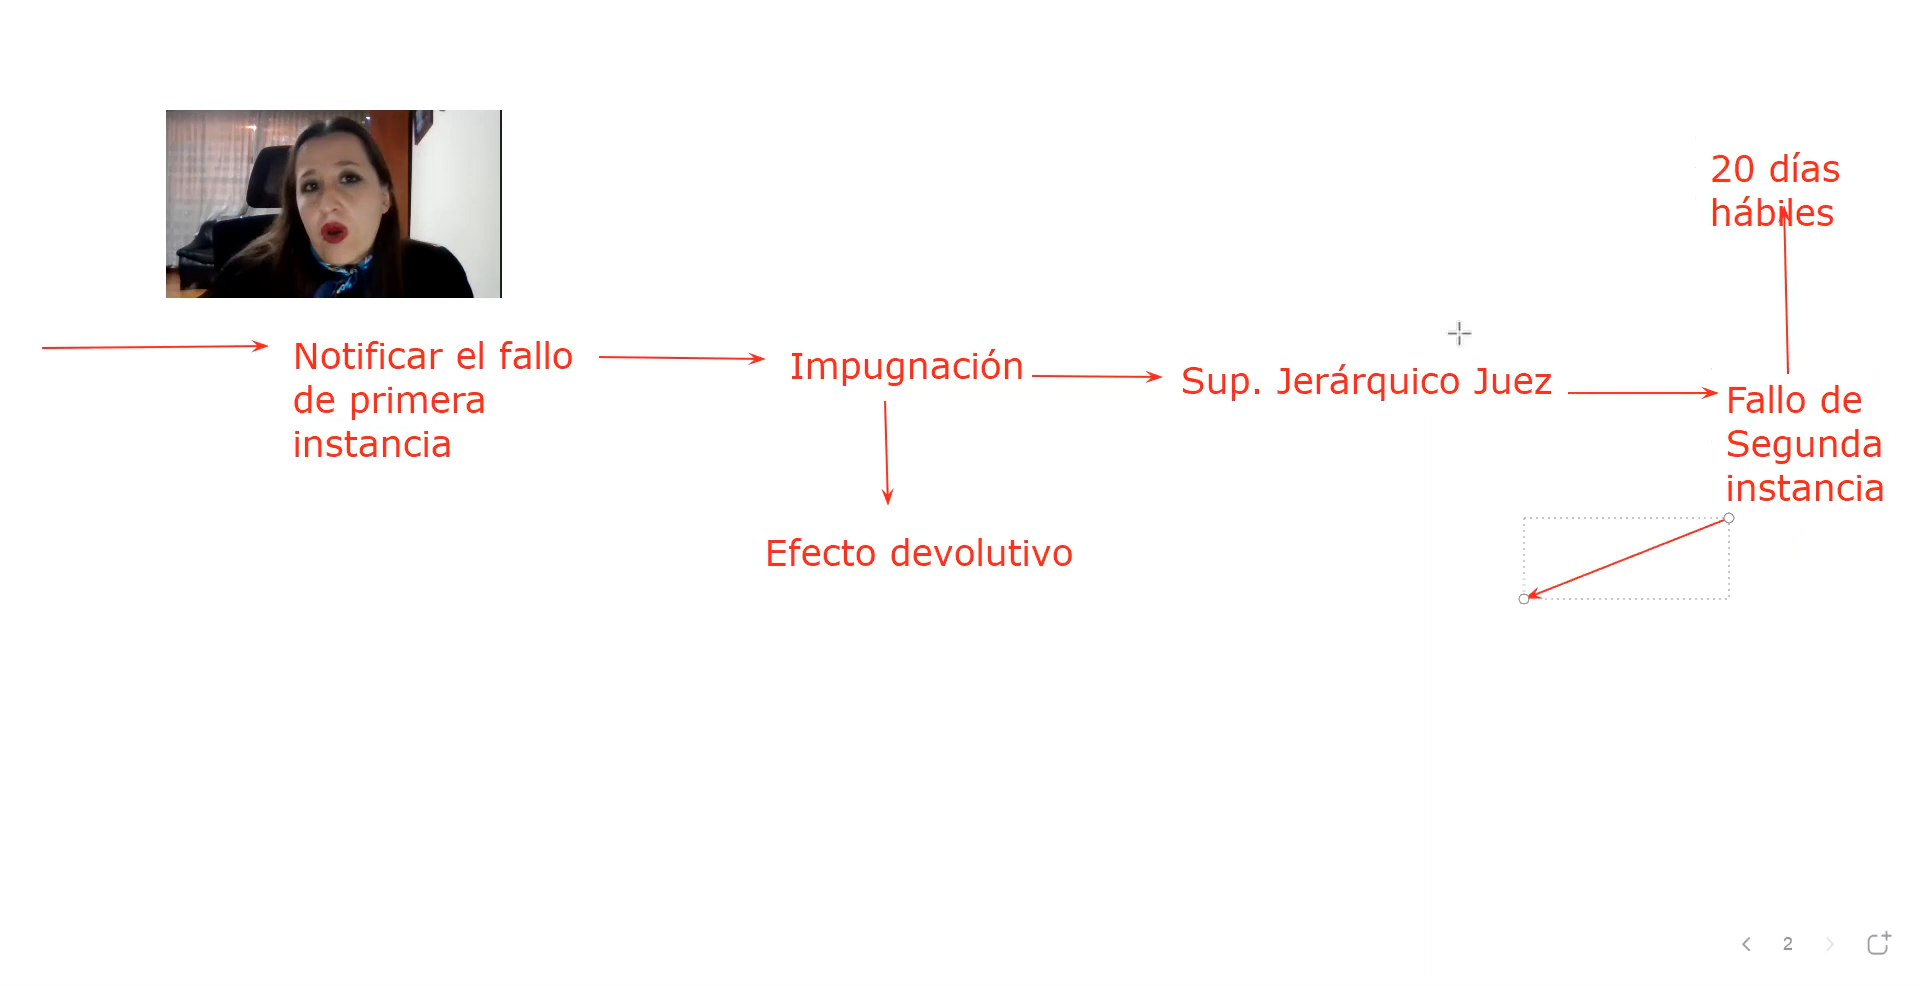 20 días
hábiles
Notificar el fallo
de primera
instancia
Impugnación
Sup. Jerárquico Juez
Fallo de
Segunda
instancia
Efecto devolutivo
2